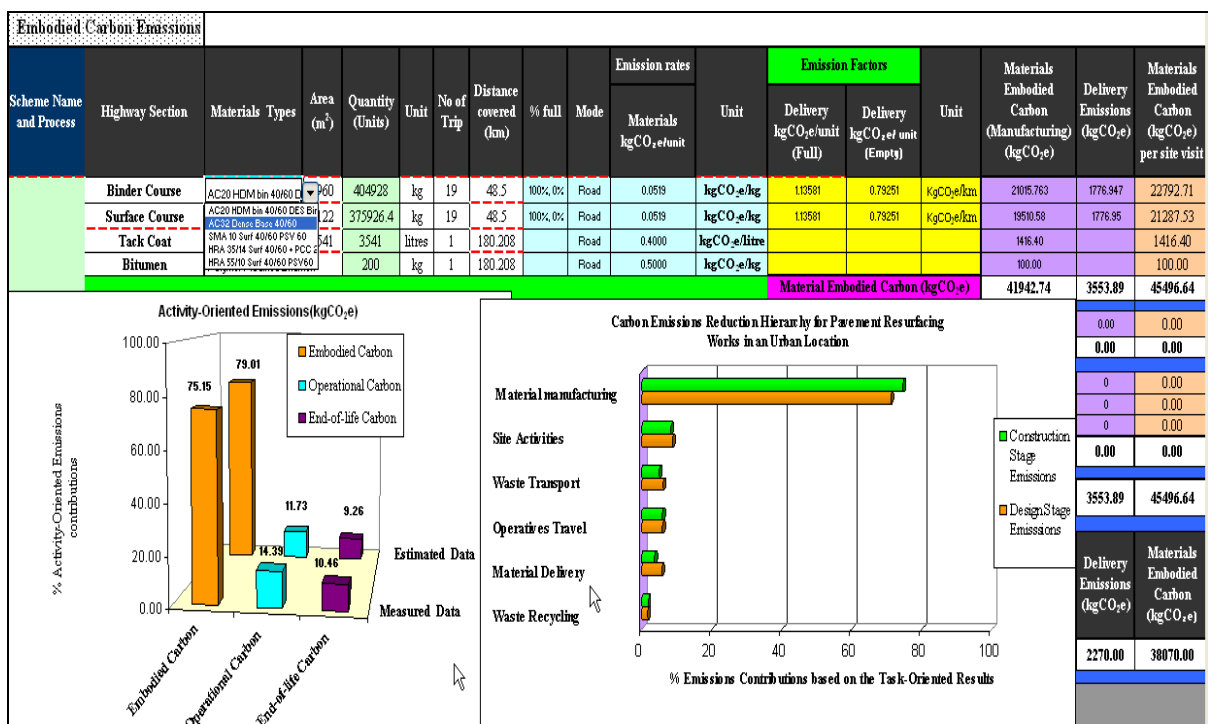 Embodied Carbon Emissions
Scheme Name and Process
Highway Section
Materials Types
Area (m²)
Quantity (Units)
Unit
No of Trip
Distance covered (km)
% full
Mode
Emission rates
Materials kgCO₂e/unit
Unit
Emission Factors
Delivery kgCO₂e/unit (Full)
Delivery kgCO₂e/ unit (Empty)
Unit
Materials Embodied Carbon (Manufacturing) (kgCO₂e)
Delivery Emissions (kgCO₂e)
Materials Embodied Carbon (kgCO₂e) per site visit
Binder Course AC20 HDM bin 40/60 D 960 404928 kg 19 48.5 100%, 0% Road 0.0519 kgCO₂e/kg 1.13581 0.79251 KgCO₂e/km 21015.763 1776.947 22792.71
AC20 HDM bin 40/60 DES Bir
Surface Course AC32 Dense Base 40/60 22 375926.4 kg 19 48.5 100%, 0% Road 0.0519 kgCO₂e/kg 1.13581 0.79251 KgCO₂e/km 19510.58 1776.95 21287.53
Tack Coat SMA 10 Surf 40/60 PSV 60 541 3541 litres 1 180.208 Road 0.4000 kgCO₂e/litre 1416.40 1416.40
HRA 35/14 Surf 40/60 + PCC 2
Bitumen HRA 55/10 Surf 40/60 PSV60 200 kg 1 180.208 Road 0.5000 kgCO₂e/kg 100.00 100.00
Material Embodied Carbon (kgCO₂e) 41942.74 3553.89 45496.64
0.00 0.00
0.00 0.00
0 0.00
0 0.00
0 0.00
0.00 0.00
3553.89 45496.64
Delivery Emissions (kgCO₂e)
Materials Embodied Carbon (kgCO₂e)
2270.00 38070.00
Activity-Oriented Emissions(kgCO₂e)
% Activity-Oriented Emissions contributions
100.00
80.00
60.00
40.00
20.00
0.00
75.15
79.01
11.73
14.39
9.26
10.46
Embodied Carbon
Operational Carbon
End-of-life Carbon
Estimated Data
Measured Data
Embodied Carbon
Operational Carbon
End-of-life Carbon
Carbon Emissions Reduction Hierarchy for Pavement Resurfacing
Works in an Urban Location
Material manufacturing
Site Activities
Waste Transport
Operatives Travel
Material Delivery
Waste Recycling
0 20 40 60 80 100
% Emissions Contributions based on the Task-Oriented Results
Construction
Stage
Emissions
Design Stage
Emissions